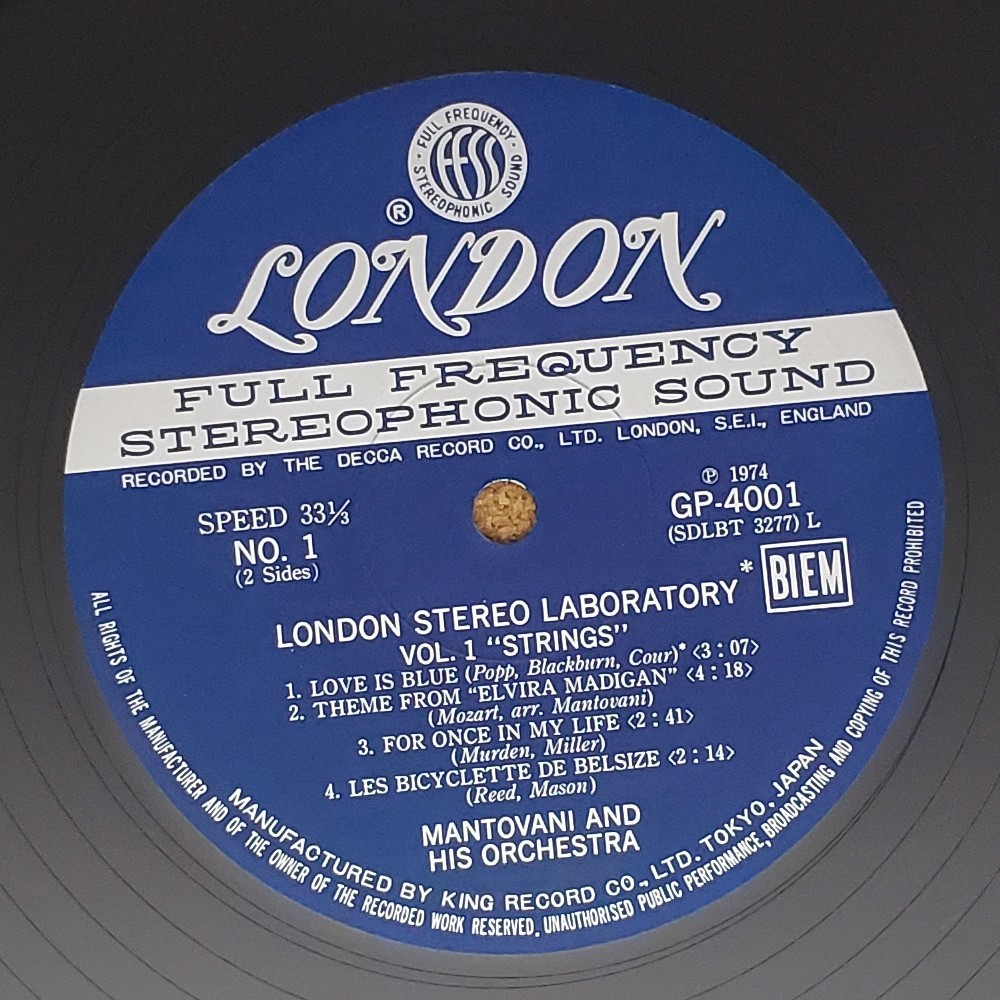 FULL FREQUENCY
FFSS
STEREOPHONIC SOUND
®
LONDON
FULL FREQUENCY
STEREOPHONIC SOUND
RECORDED BY THE DECCA RECORD CO., LTD. LONDON, S.E.I., ENGLAND
SPEED 33⅓
NO. 1
(2 Sides)
℗ 1974
GP-4001
(SDLBT 3277) L
* BIEM
LONDON STEREO LABORATORY
VOL. 1 "STRINGS"
1. LOVE IS BLUE (Popp, Blackburn, Cour)* <3 : 07>
2. THEME FROM "ELVIRA MADIGAN" <4 : 18>
(Mozart, arr. Mantovani)
3. FOR ONCE IN MY LIFE <2 : 41>
(Murden, Miller)
4. LES BICYCLETTE DE BELSIZE <2 : 14>
(Reed, Mason)
MANTOVANI AND
HIS ORCHESTRA
MANUFACTURED BY KING RECORD CO., LTD. TOKYO, JAPAN
ALL RIGHTS OF THE MANUFACTURER AND OF THE OWNER OF THE RECORDED WORK RESERVED. UNAUTHORISED PUBLIC PERFORMANCE, BROADCASTING AND COPYING OF THIS RECORD PROHIBITED